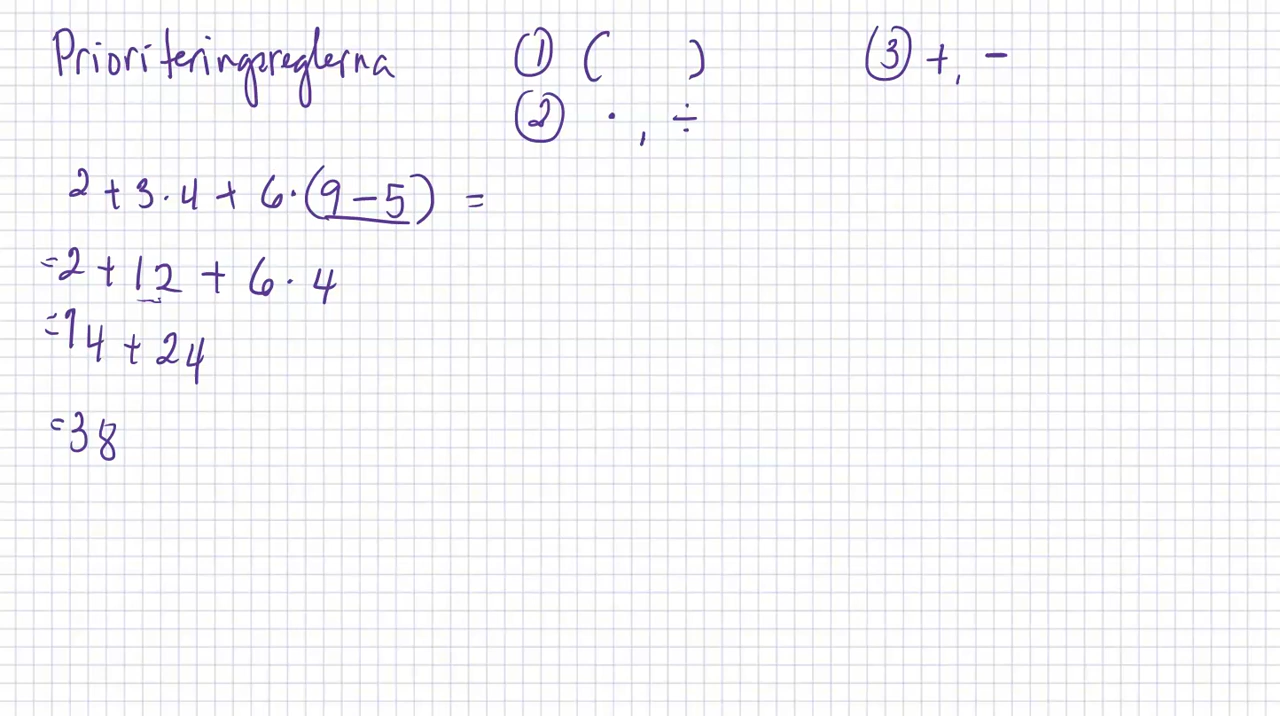 Prioriteringsreglerna
① ( )
② · , ÷
③ +, −
2 + 3 · 4 + 6 · (9 − 5) =
= 2 + 12 + 6 · 4
= 14 + 24
= 38